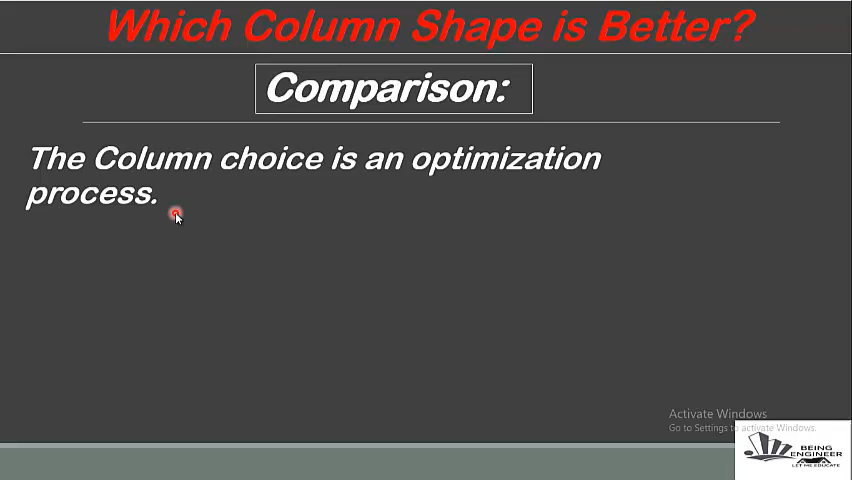 Which Column Shape is Better?
Comparison:
The Column choice is an optimization
process.
Activate Windows
Go to Settings to activate Windows.
BEING
ENGINEER
LET ME EDUCATE